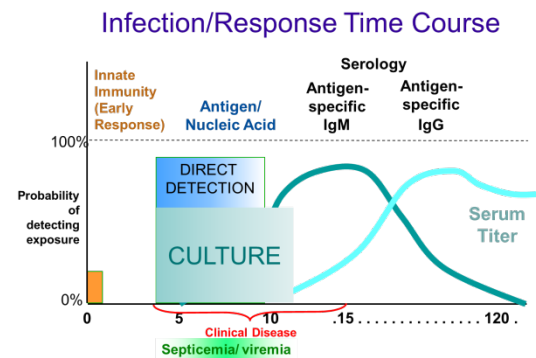 Infection/Response Time Course
Serology
Innate
Immunity
(Early
Response)
Antigen/
Nucleic Acid
Antigen-
specific
IgM
Antigen-
specific
IgG
100%
Probability
of
detecting
exposure
0%
DIRECT
DETECTION
CULTURE
Serum
Titer
0 5 10 .15 . . . . . . . . . . . . . 120 .
Clinical Disease
Septicemia/ viremia